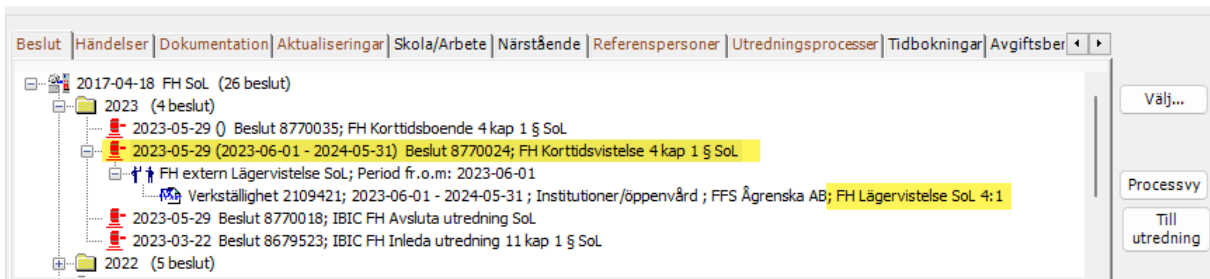 Beslut Händelser Dokumentation Aktualiseringar Skola/Arbete Närstående Referenspersoner Utredningsprocesser Tidbokningar Avgiftsber
2017-04-18 FH SoL (26 beslut)
2023 (4 beslut)
2023-05-29 () Beslut 8770035; FH Korttidsboende 4 kap 1 § SoL
2023-05-29 (2023-06-01 - 2024-05-31) Beslut 8770024; FH Korttidsvistelse 4 kap 1 § SoL
FH extern Lägervistelse SoL; Period fr.o.m: 2023-06-01
Verkställighet 2109421; 2023-06-01 - 2024-05-31 ; Institutioner/öppenvård ; FFS Ågrenska AB; FH Lägervistelse SoL 4:1
2023-05-29 Beslut 8770018; IBIC FH Avsluta utredning SoL
2023-03-22 Beslut 8679523; IBIC FH Inleda utredning 11 kap 1 § SoL
2022 (5 beslut)
Välj...
Processvy
Till
utredning